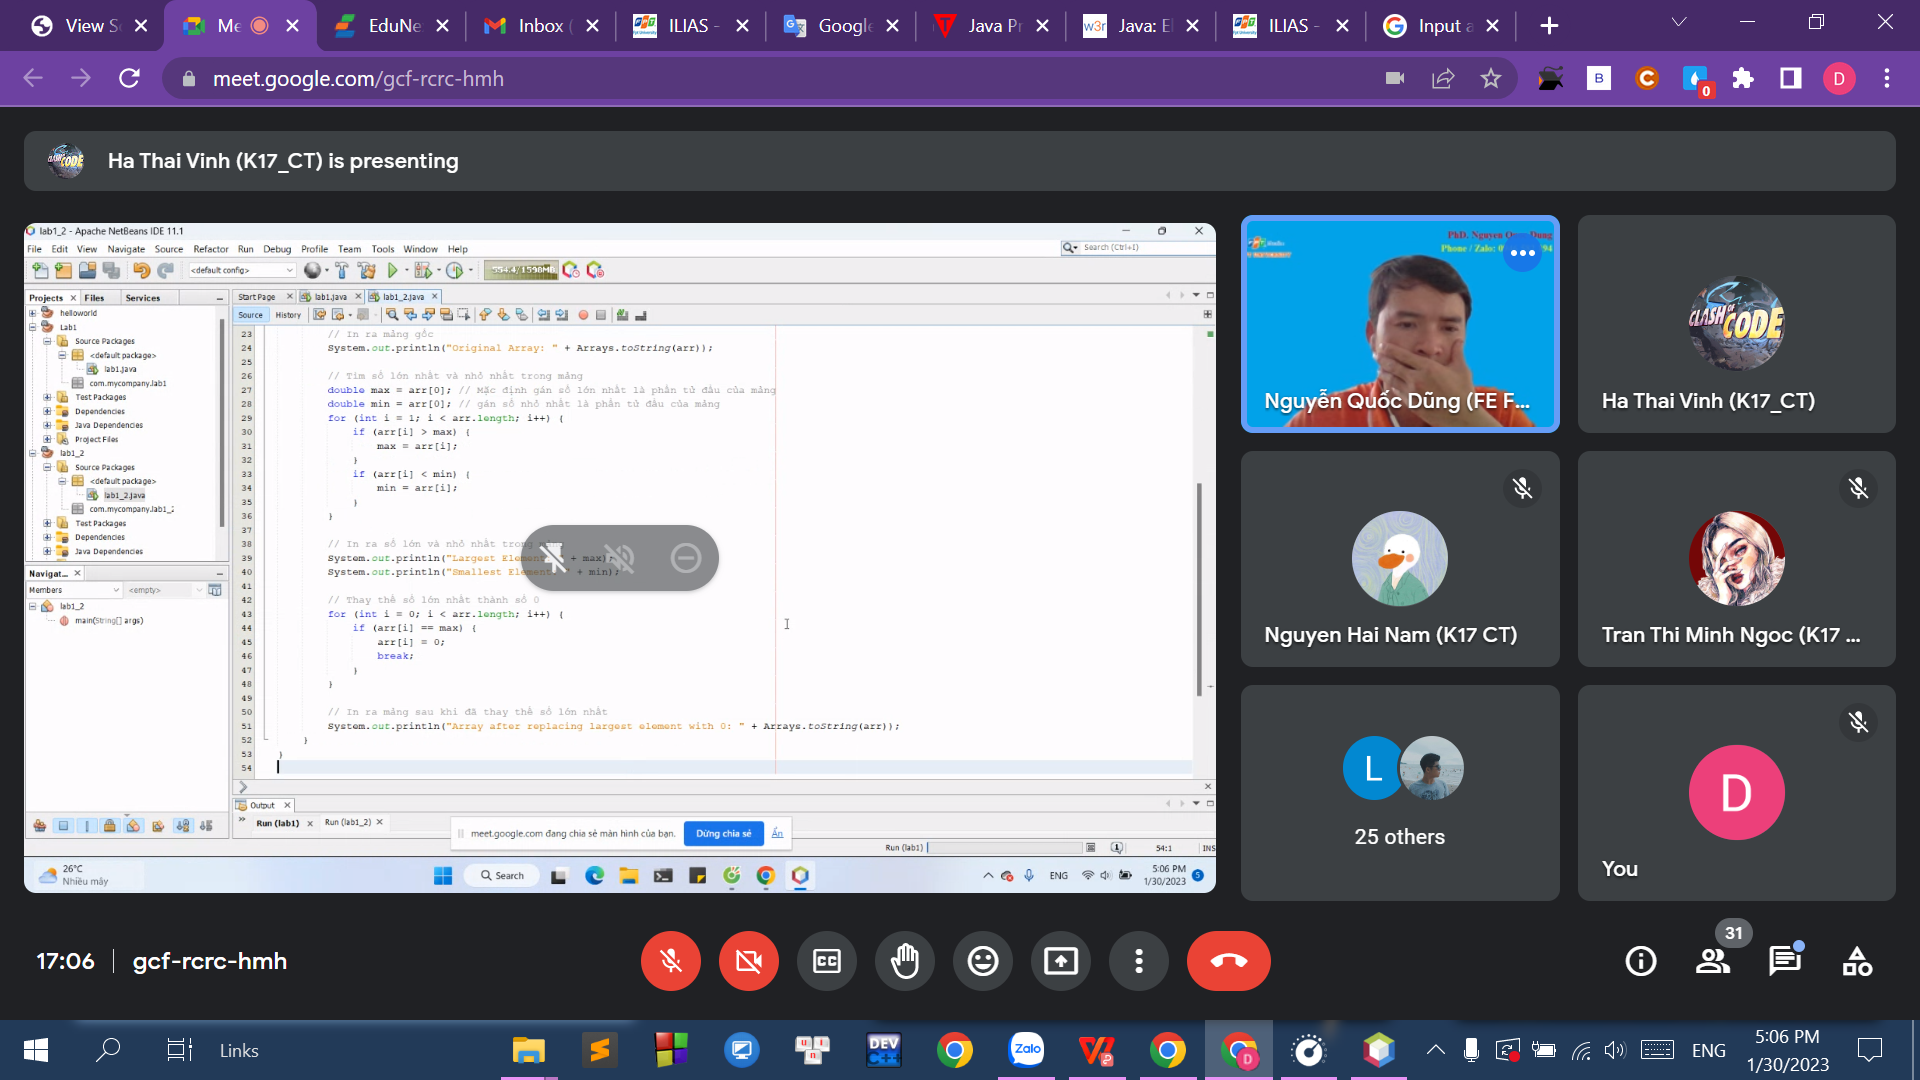 View S
Me
EduNe
Inbox (
ILIAS -
Google
Java Pr
Java: El
ILIAS -
Input a
meet.google.com/gcf-rcrc-hmh
B
0
D
Ha Thai Vinh (K17_CT) is presenting
lab1_2 - Apache NetBeans IDE 11.1
File Edit View Navigate Source Refactor Run Debug Profile Team Tools Window Help
Search (Ctrl+I)
<default config>
554.4/1590MB
Projects Files Services
Start Page lab1.java lab1_2.java
Source History
helloworld
Lab1
Source Packages
<default package>
lab1.java
com.mycompany.lab1
Test Packages
Dependencies
Java Dependencies
Project Files
lab1_2
Source Packages
<default package>
lab1_2.java
com.mycompany.lab1_2
Test Packages
Dependencies
Java Dependencies
Navigat...
Members <empty>
lab1_2
main(String[] args)
23 // In ra mảng gốc
24 System.out.println("Original Array: " + Arrays.toString(arr));
25
26 // Tìm số lớn nhất và nhỏ nhất trong mảng
27 double max = arr[0]; // Mặc định gán số lớn nhất là phần tử đầu của mảng
28 double min = arr[0]; // gán số nhỏ nhất là phần tử đầu của mảng
29 for (int i = 1; i < arr.length; i++) {
30 if (arr[i] > max) {
31 max = arr[i];
32 }
33 if (arr[i] < min) {
34 min = arr[i];
35 }
36 }
37
38 // In ra số lớn và nhỏ nhất trong
39 System.out.println("Largest Elem + max);
40 System.out.println("Smallest Ele + min);
41
42 // Thay thế số lớn nhất thành số 0
43 for (int i = 0; i < arr.length; i++) {
44 if (arr[i] == max) {
45 arr[i] = 0;
46 break;
47 }
48 }
49
50 // In ra mảng sau khi đã thay thế số lớn nhất
51 System.out.println("Array after replacing largest element with 0: " + Arrays.toString(arr));
52 }
53 }
54
Output
Run (lab1) Run (lab1_2)
meet.google.com đang chia sẻ màn hình của bạn. Dừng chia sẻ Ẩn
Run (lab1) 54:1 INS
26°C
Nhiều mây
Search
ENG
5:06 PM
1/30/2023
5
PhD. Nguyen Quoc Dung
Phone / Zalo:
Nguyễn Quốc Dũng (FE F...
CLASH OF CODE
Ha Thai Vinh (K17_CT)
Nguyen Hai Nam (K17 CT)
Tran Thi Minh Ngoc (K17 ...
L
25 others
D
You
17:06 gcf-rcrc-hmh
CC
31
Links
DEV C++
Zalo
D
ENG
5:06 PM
1/30/2023